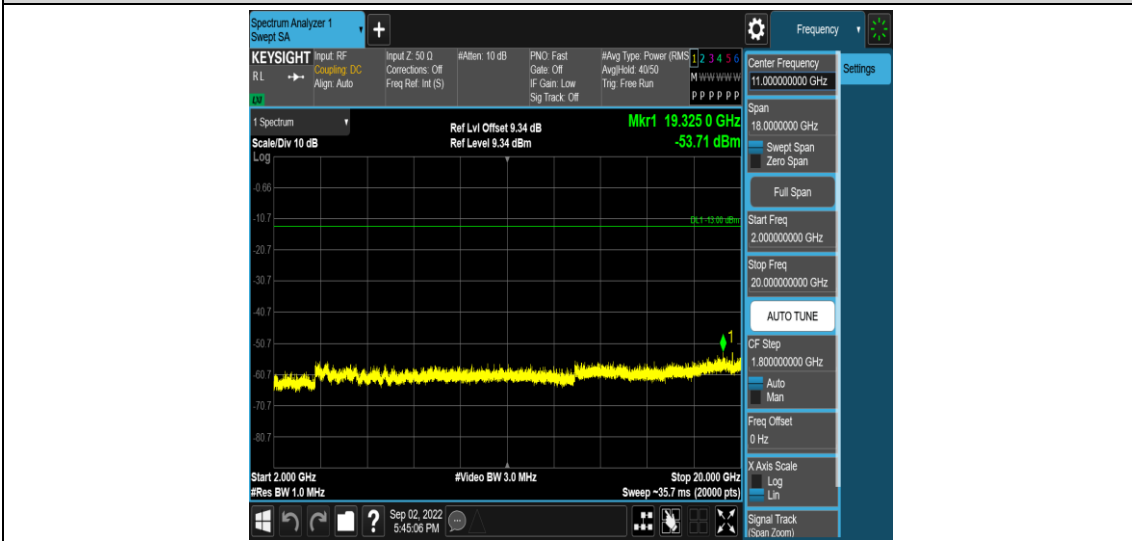 Spectrum Analyzer 1
Swept SA
+
Frequency
KEYSIGHT
RL
LXI
Input: RF
Coupling: DC
Align: Auto
Input Z: 50 Ω
Corrections: Off
Freq Ref: Int (S)
#Atten: 10 dB
PNO: Fast
Gate: Off
IF Gain: Low
Sig Track: Off
#Avg Type: Power (RMS
Avg|Hold: 40/50
Trig: Free Run
1 2 3 4 5 6
M W W W W W
P P P P P P
1 Spectrum
Scale/Div 10 dB
Log
Ref Lvl Offset 9.34 dB
Ref Level 9.34 dBm
Mkr1 19.325 0 GHz
-53.71 dBm
-0.66
-10.7
DL1 -13.00 dBm
-20.7
-30.7
-40.7
-50.7
1
-60.7
-70.7
-80.7
Start 2.000 GHz
#Res BW 1.0 MHz
#Video BW 3.0 MHz
Stop 20.000 GHz
Sweep ~35.7 ms (20000 pts)
Center Frequency
11.000000000 GHz
Settings
Span
18.0000000 GHz
Swept Span
Zero Span
Full Span
Start Freq
2.000000000 GHz
Stop Freq
20.000000000 GHz
AUTO TUNE
CF Step
1.800000000 GHz
Auto
Man
Freq Offset
0 Hz
X Axis Scale
Log
Lin
Signal Track
(Span Zoom)
?
Sep 02, 2022
5:45:06 PM